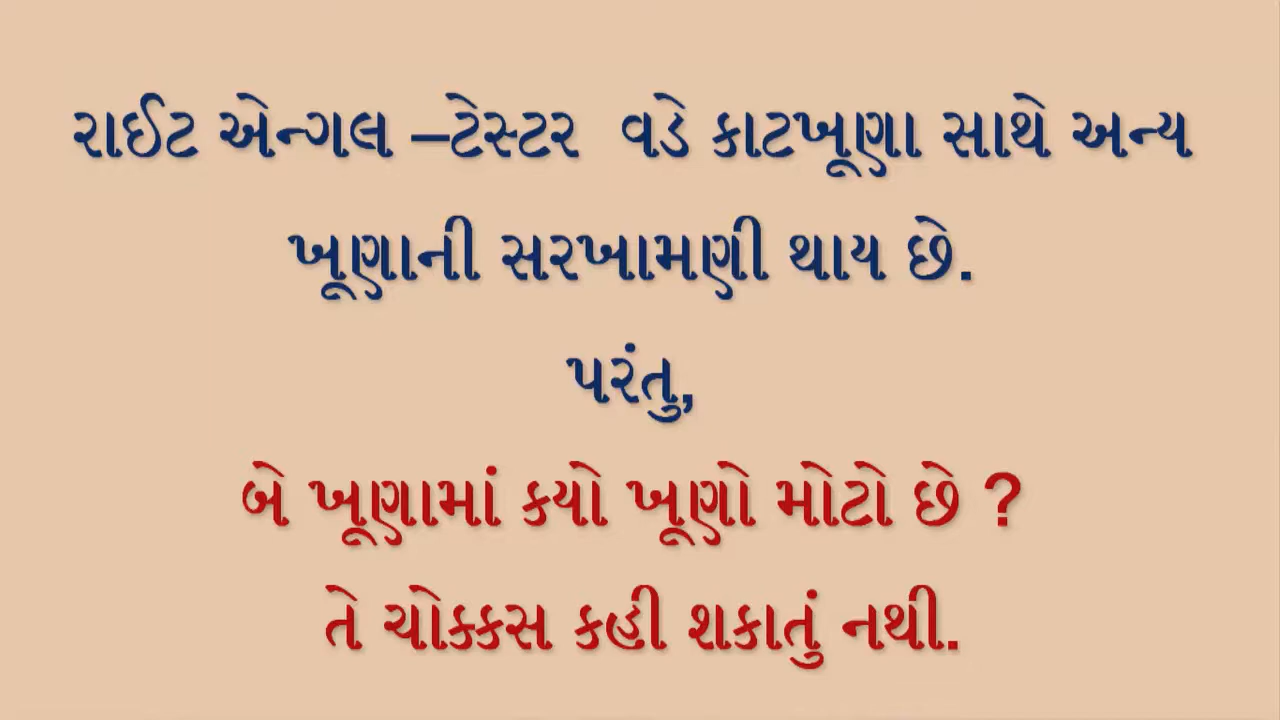 રાઈટ એન્ગલ –ટેસ્ટર વડે કાટખૂણા સાથે અન્ય
ખૂણાની સરખામણી થાય છે.
પરંતુ,
બે ખૂણામાં કયો ખૂણો મોટો છે ?
તે ચોક્કસ કહી શકાતું નથી.